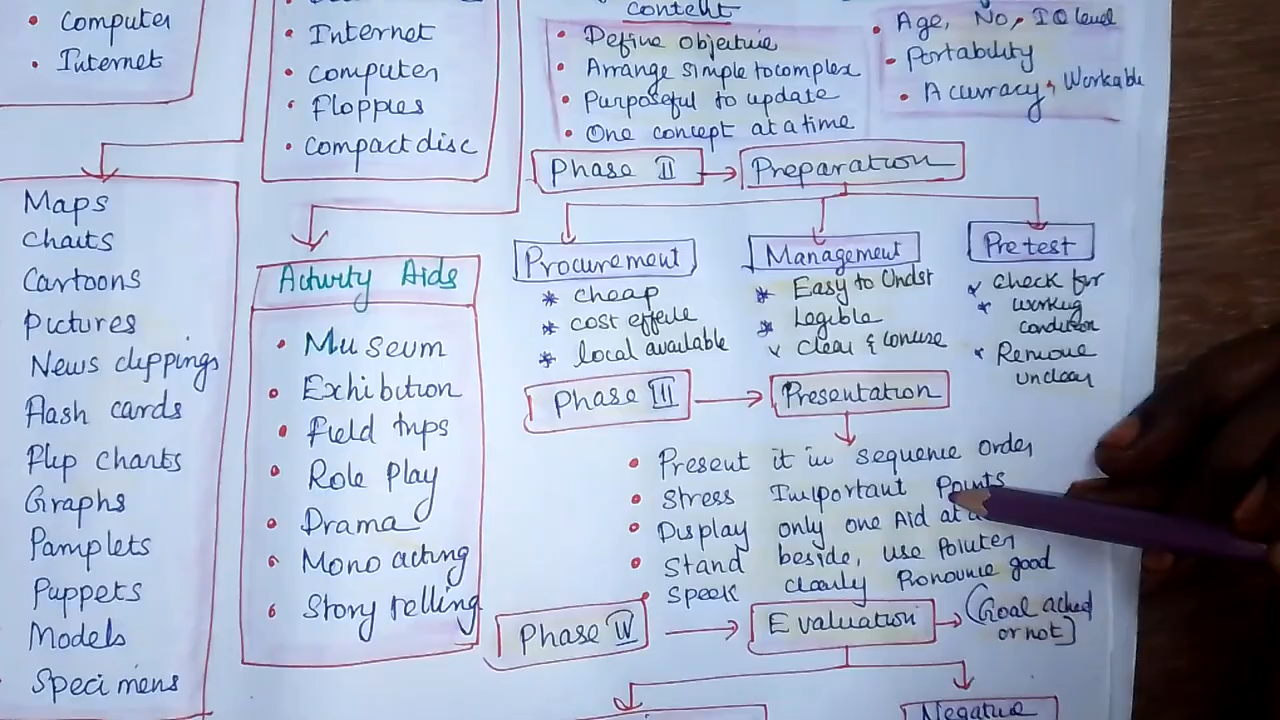 • Computer
• Internet
• Internet
• Computer
• floppies
• compact disc
Content
• Define Objective
• Arrange simple to complex
• Purposeful to update
• One concept at a time
• Age, No, IQ level
• Portability
• Accuracy, Workable
Maps
Charts
Cartoons
Pictures
News clippings
flash cards
Flip charts
Graphs
Pamplets
Puppets
Models
Specimens
Activity Aids
• Museum
• Exhibition
• field trips
• Role play
• Drama
• Mono acting
• Story telling
Phase II → Preparation
Procurement
* cheap
* cost effective
* local available
Management
* Easy to Undst
* Legible
* clear & concise
Pretest
* check for
* working
condition
* Remove
unclear
Phase III → Presentation
• Present it in sequence order
• Stress Important Points
• Display only one Aid at a
• Stand beside, use Pointer
• Speek clearly Pronounce good
Phase IV → Evaluation → (Goal ached
or not]
Negative